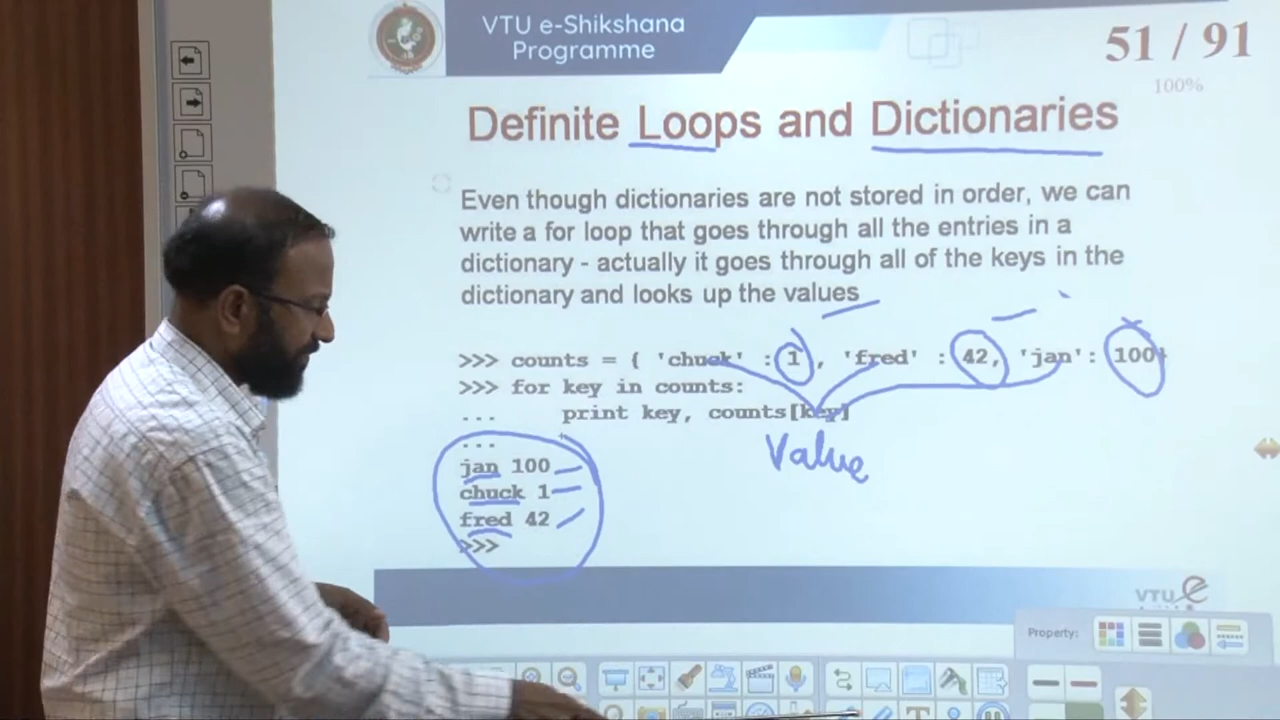 VTU e-Shikshana
Programme
51 / 91
100%
Definite Loops and Dictionaries
Even though dictionaries are not stored in order, we can
write a for loop that goes through all the entries in a
dictionary - actually it goes through all of the keys in the
dictionary and looks up the values
>>> counts = { 'chuck' : 1 , 'fred' : 42, 'jan': 100}
>>> for key in counts:
... print key, counts[key]
...
Value
jan 100
chuck 1
fred 42
>>>
VTU e
Property: